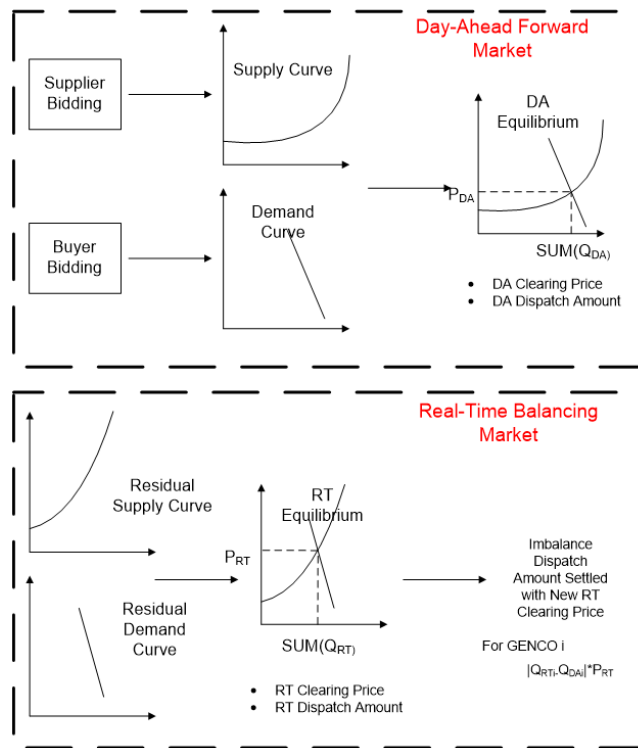 Day-Ahead Forward
Market
Supplier
Bidding
Supply Curve
Buyer
Bidding
Demand
Curve
DA
Equilibrium
P_DA
SUM(Q_DA)
• DA Clearing Price
• DA Dispatch Amount
Real-Time Balancing
Market
Residual
Supply Curve
Residual
Demand
Curve
RT
Equilibrium
P_RT
SUM(Q_RT)
• RT Clearing Price
• RT Dispatch Amount
Imbalance
Dispatch
Amount Settled
with New RT
Clearing Price
For GENCO i
|Q_RTi-Q_DAi|*P_RT